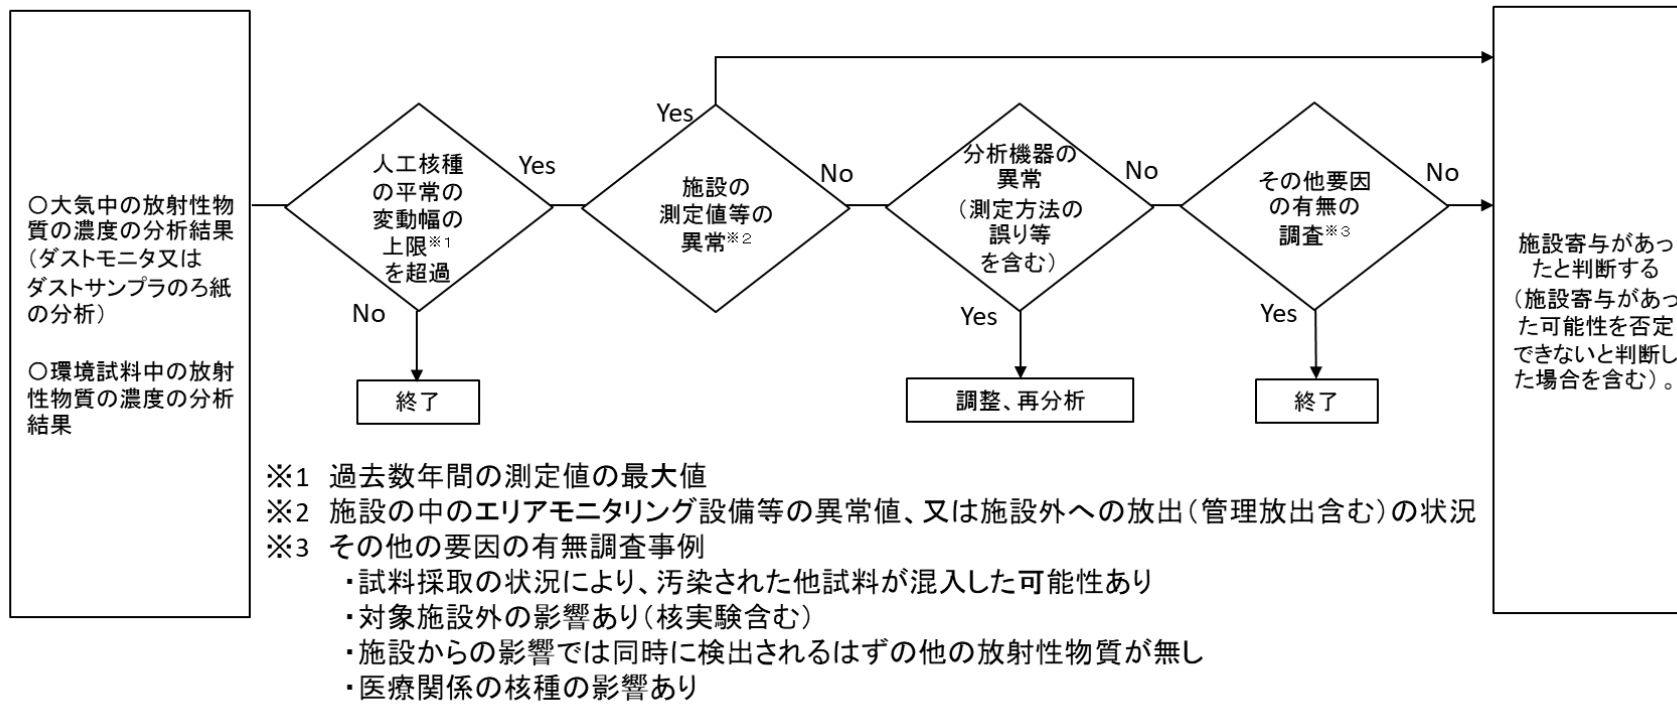 ○大気中の放射性物
質の濃度の分析結果
（ダストモニタ又は
ダストサンプラのろ紙
の分析）
○環境試料中の放射
性物質の濃度の分析
結果
人工核種
の平常の
変動幅の
上限※1
を超過
Yes
No
終了
施設の
測定値等の
異常※2
Yes
No
分析機器の
異常
（測定方法の
誤り等
を含む）
No
Yes
調整、再分析
その他要因
の有無の
調査※3
No
Yes
終了
施設寄与があっ
たと判断する
（施設寄与があっ
た可能性を否定
できないと判断し
た場合を含む）。
※1 過去数年間の測定値の最大値
※2 施設の中のエリアモニタリング設備等の異常値、又は施設外への放出（管理放出含む）の状況
※3 その他の要因の有無調査事例
・試料採取の状況により、汚染された他試料が混入した可能性あり
・対象施設外の影響あり（核実験含む）
・施設からの影響では同時に検出されるはずの他の放射性物質が無し
・医療関係の核種の影響あり